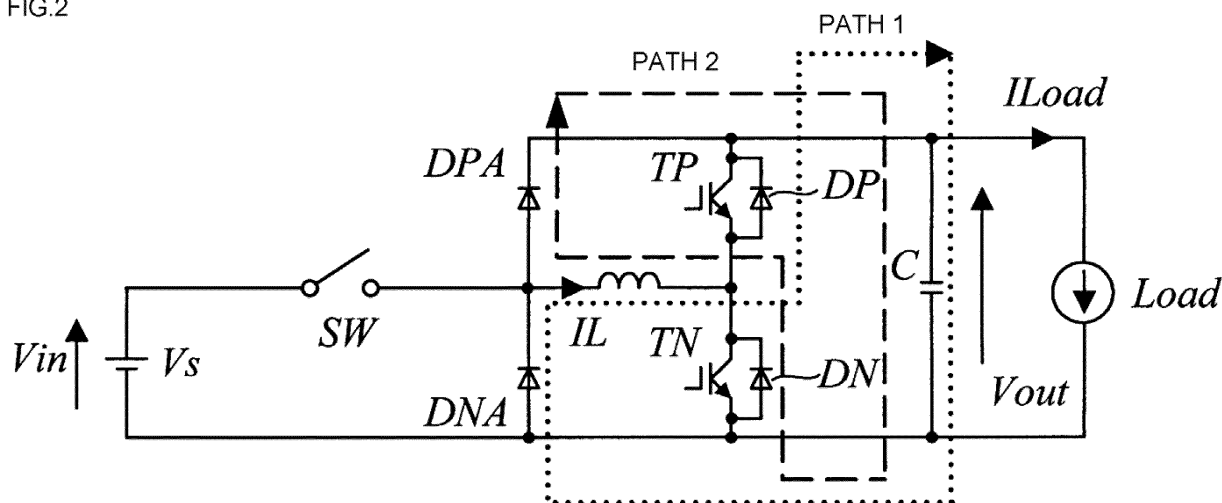 FIG.2
PATH 1
PATH 2
ILoad
DPA
TP
DP
C
Load
SW
IL
TN
Vin
Vs
DN
Vout
DNA